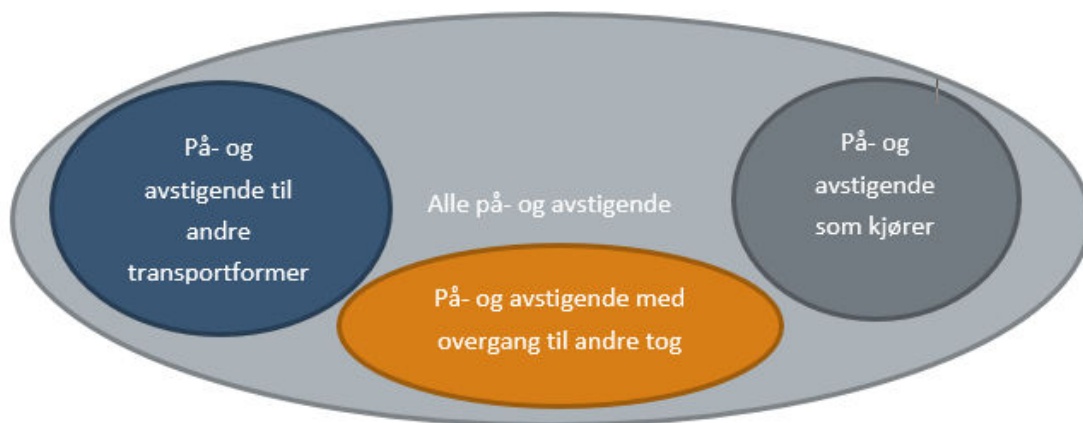 På- og
avstigende til
andre
transportformer
Alle på- og avstigende
På- og
avstigende
som kjører
På- og avstigende med
overgang til andre tog